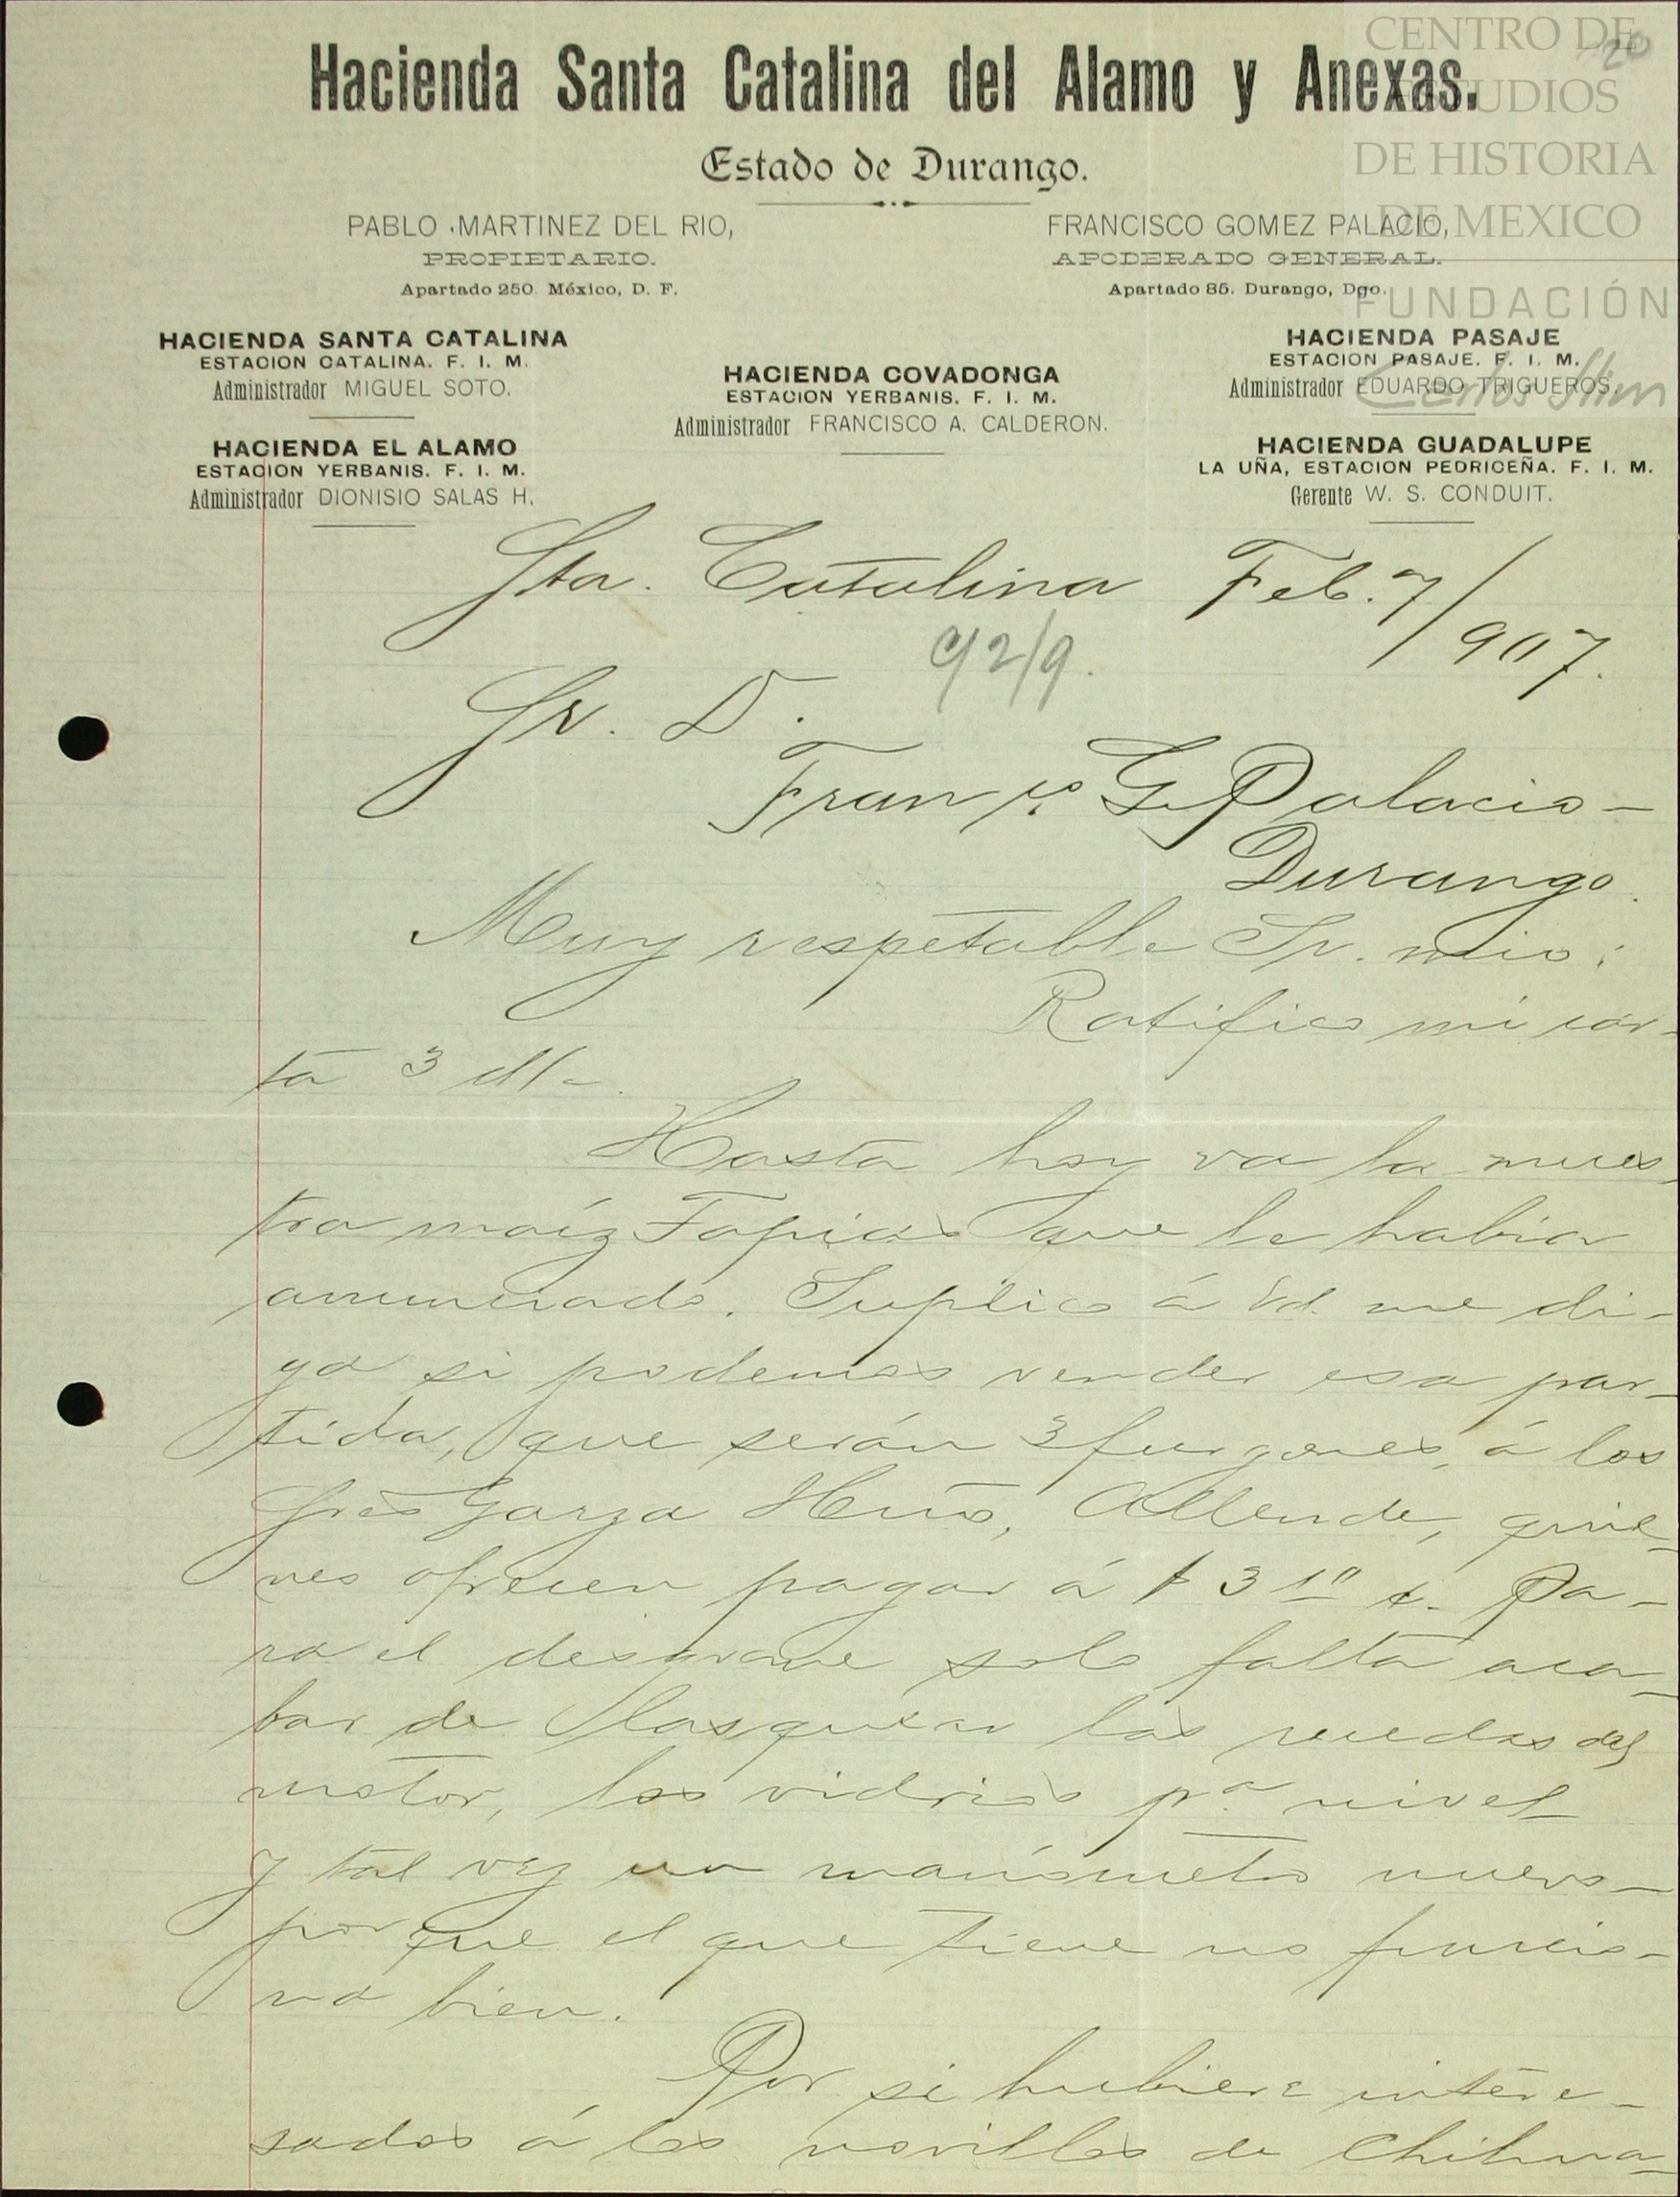 CENTRO DE
ESTUDIOS
DE HISTORIA
DE MEXICO
FUNDACIÓN
Carlos Slim
20
Hacienda Santa Catalina del Alamo y Anexas.
Estado de Durango.
PABLO MARTINEZ DEL RIO,
PROPIETARIO.
Apartado 250 México, D. F.
FRANCISCO GOMEZ PALACIO,
APODERADO GENERAL.
Apartado 85. Durango, Dgo.
HACIENDA SANTA CATALINA
ESTACION CATALINA. F. I. M.
Administrador MIGUEL SOTO.
HACIENDA EL ALAMO
ESTACION YERBANIS. F. I. M.
Administrador DIONISIO SALAS H.
HACIENDA COVADONGA
ESTACION YERBANIS. F. I. M.
Administrador FRANCISCO A. CALDERON.
HACIENDA PASAJE
ESTACION PASAJE. F. I. M.
Administrador EDUARDO TRIGUEROS.
HACIENDA GUADALUPE
LA UÑA, ESTACION PEDRICEÑA. F. I. M.
Gerente W. S. CONDUIT.
Sta. Catalina Feb. 7/907.
c/ 2/9.
Sr. D.
Franco. G. Palacio-
Durango.
Muy respetable Sr. mio:
Ratifico mi car-
ta 3 
Hasta hoy va la mues
tra maíz Tapias que le habia
anunciado. Suplico á Vd. me di-
ga si podemos vender esa par-
tida, que serán 3 furgones, á los
Sres Garza Hnos, Allende, quie-
nes ofrecen pagar á $ 3 10 c. Pa-
ra el desgrane solo falta aca-
bar de las ruedas del
motor, los vidrios pa. nivel
y tal vez un manómetro nuevo-
porque el que tiene no funcio-
na bien.
Por si hubiere intere-
sados á los novillos de Chihua-